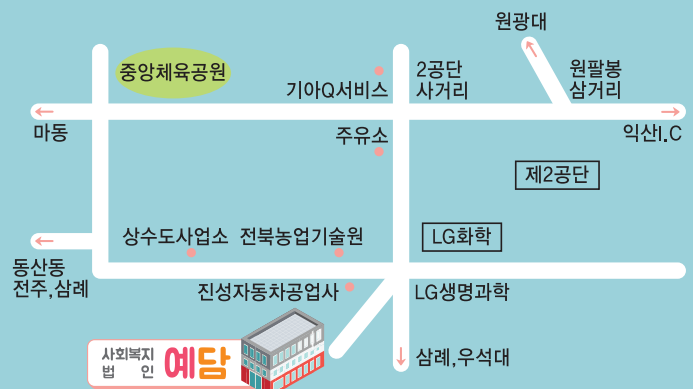 원광대
중앙체육공원
기아Q서비스
2공단
사거리
원팔봉
삼거리
마동
주유소
익산I.C
제2공단
상수도사업소
전북농업기술원
LG화학
동산동
전주,삼례
진성자동차공업사
LG생명과학
사회복지
법인
예담
삼례,우석대